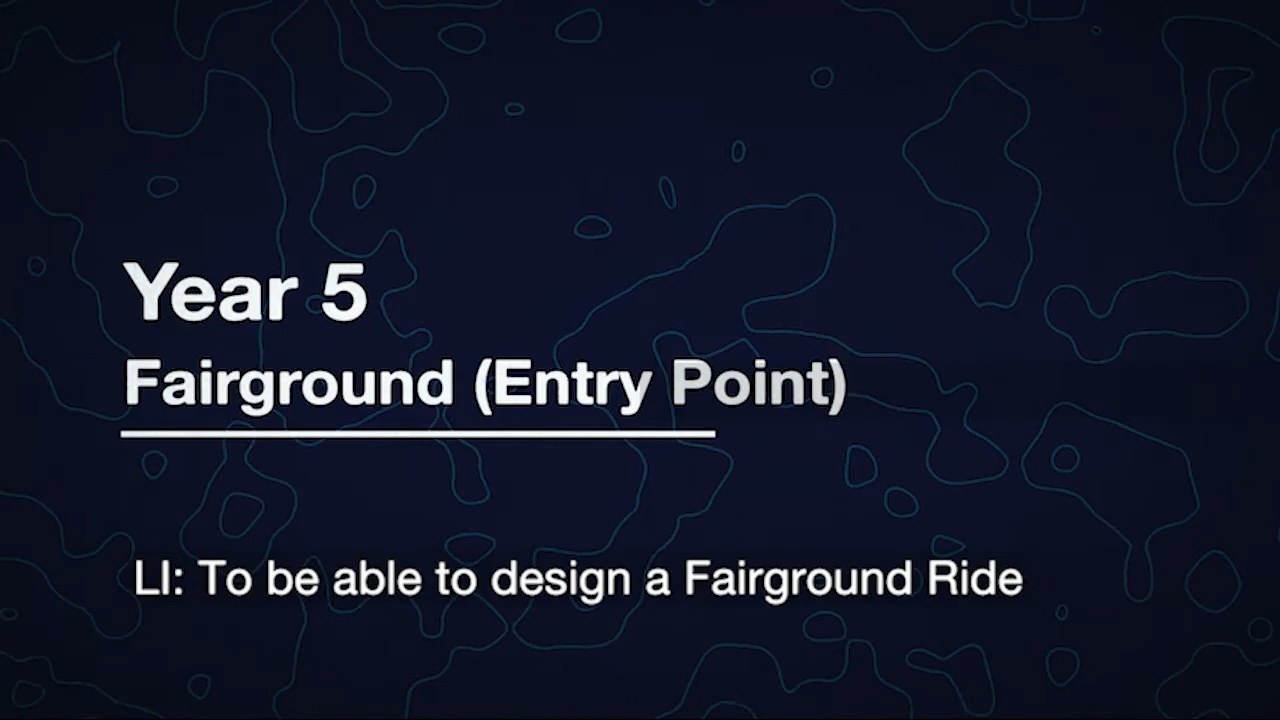 Year 5
Fairground (Entry Point)
LI: To be able to design a Fairground Ride